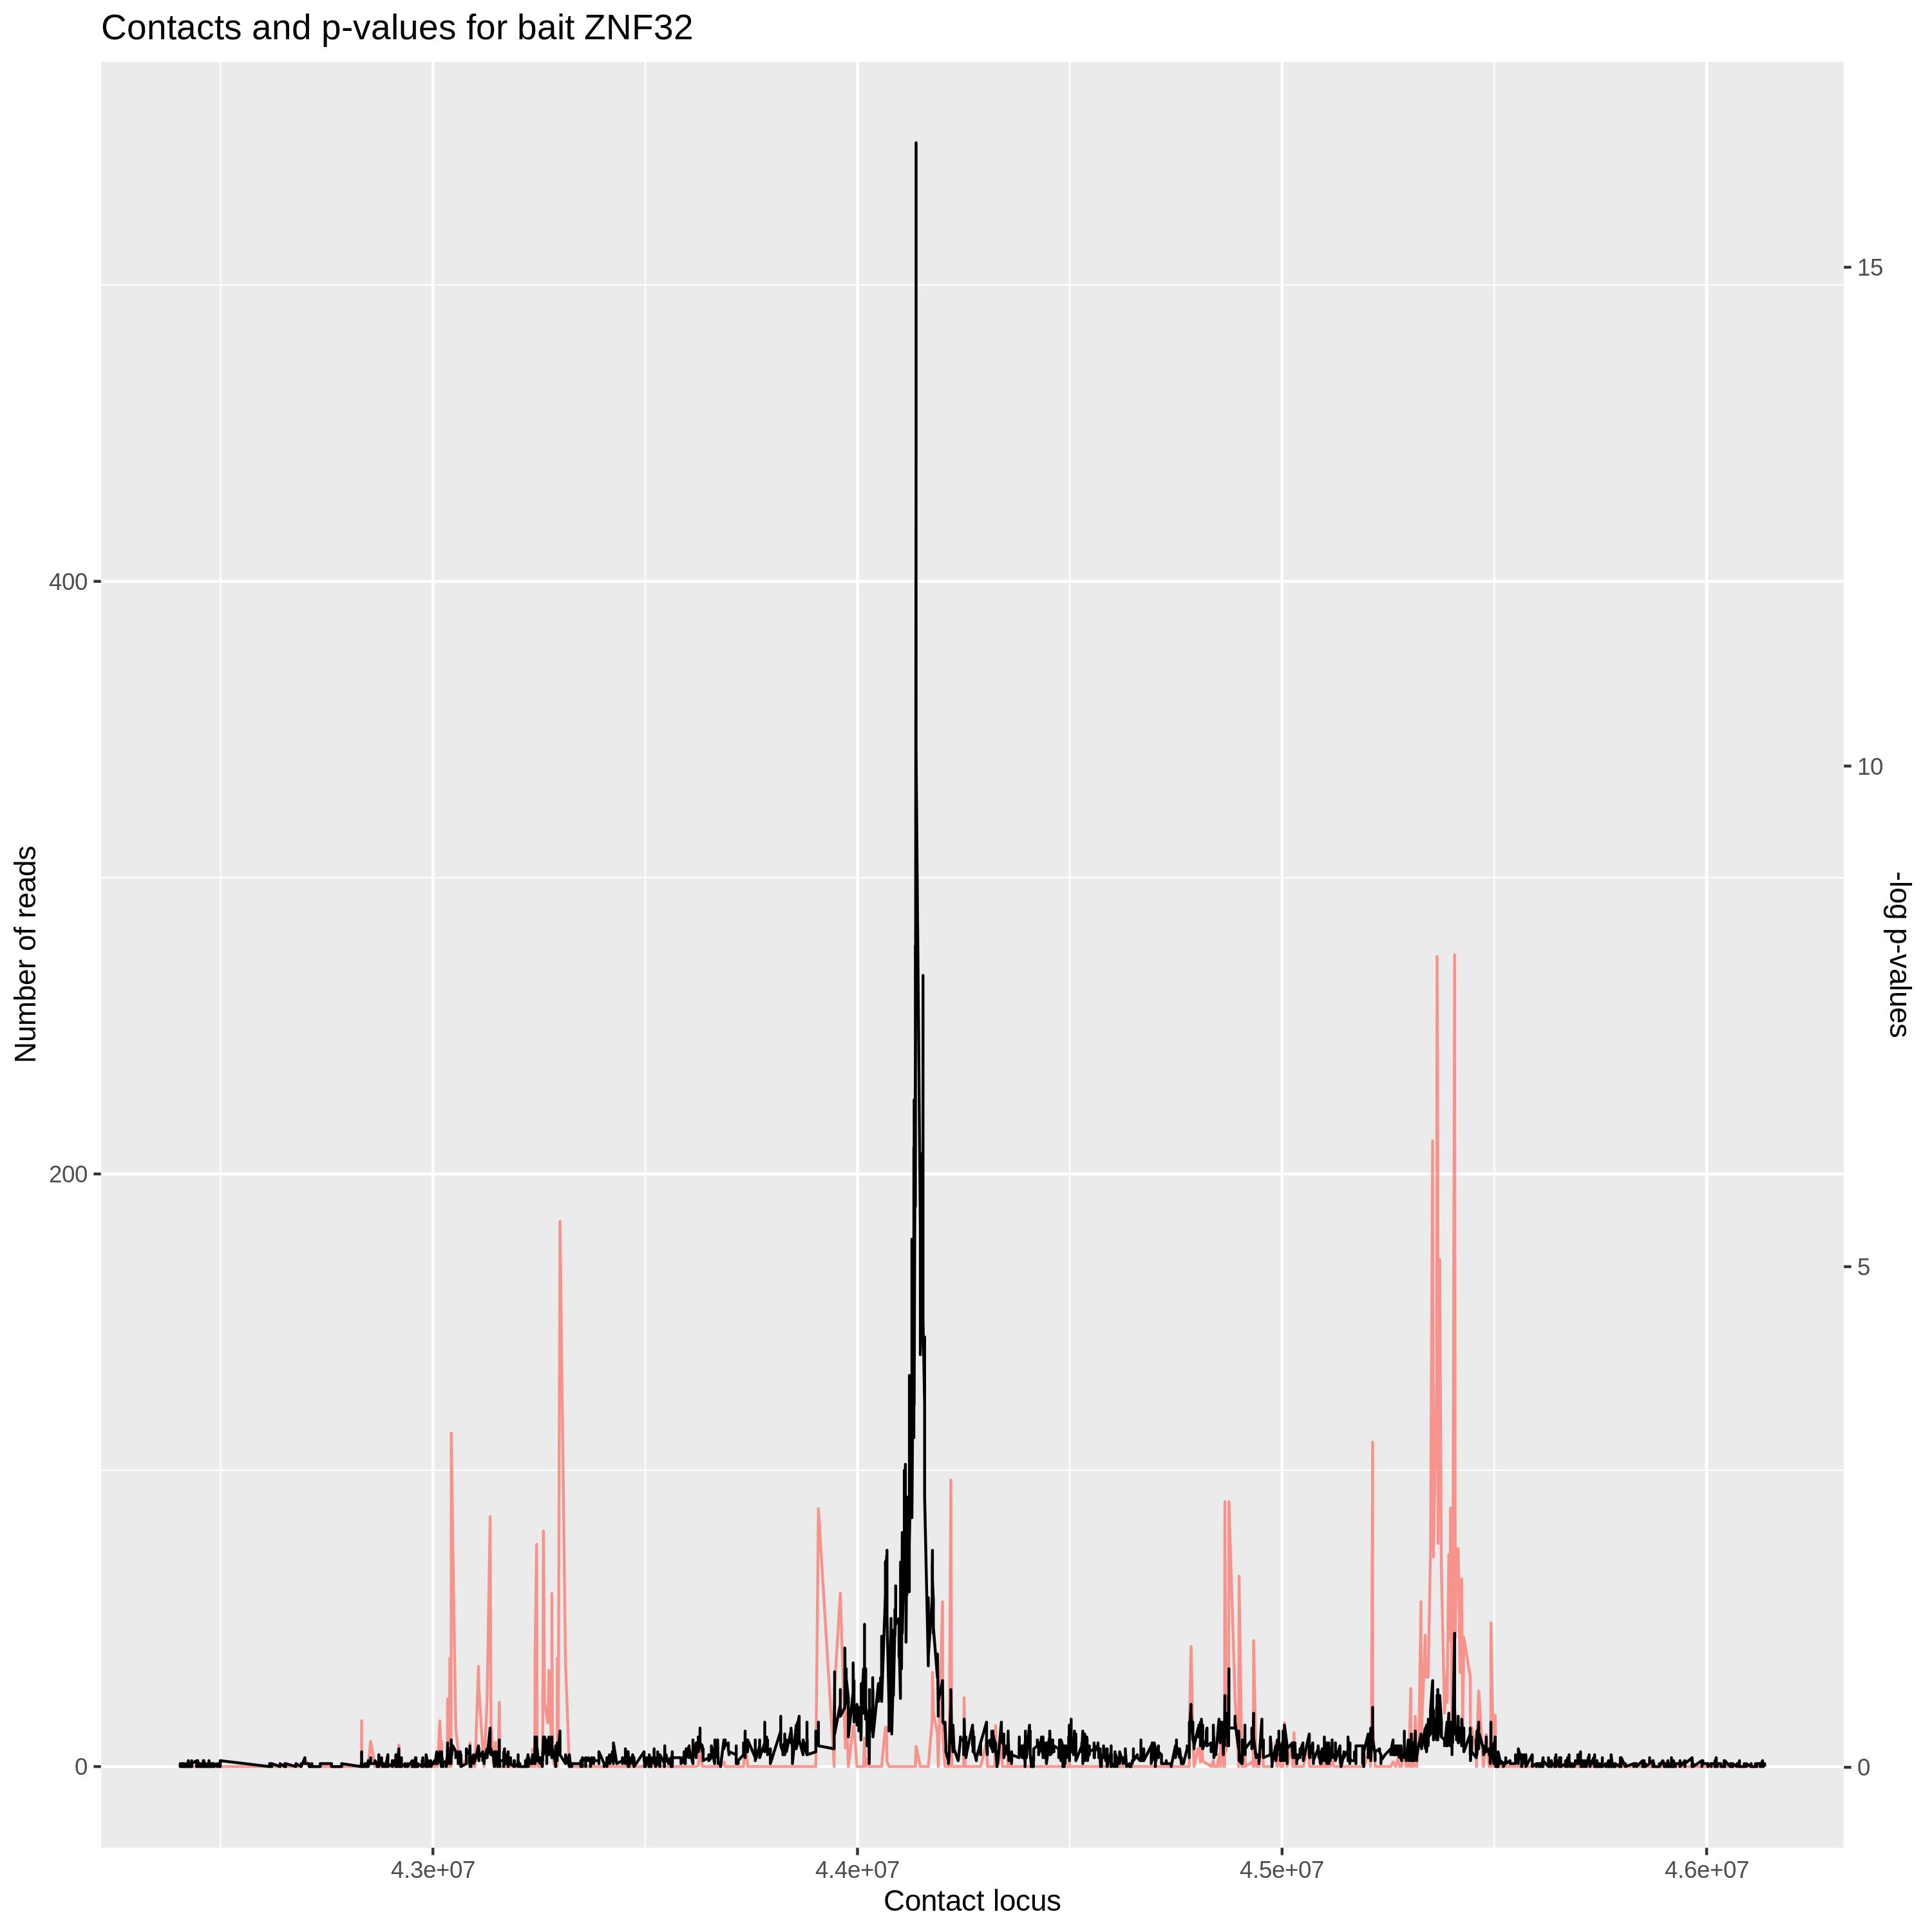 Contacts and p-values for bait ZNF32
15
400
10
Number of reads
-log p-values
5
200
0
0
4.3e+07 4.4e+07 4.5e+07 4.6e+07
Contact locus